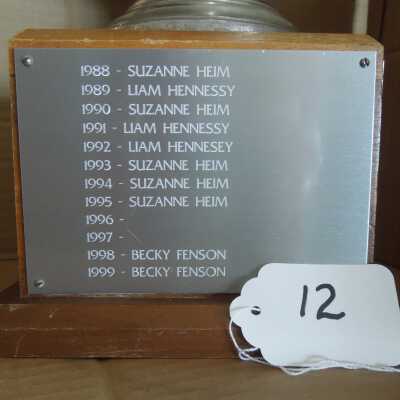 1988 - SUZANNE HEIM
1989 - LIAM HENNESSY
1990 - SUZANNE HEIM
1991 - LIAM HENNESSY
1992 - LIAM HENNESEY
1993 - SUZANNE HEIM
1994 - SUZANNE HEIM
1995 - SUZANNE HEIM
1996 -
1997 -
1998 - BECKY FENSON
1999 - BECKY FENSON
12